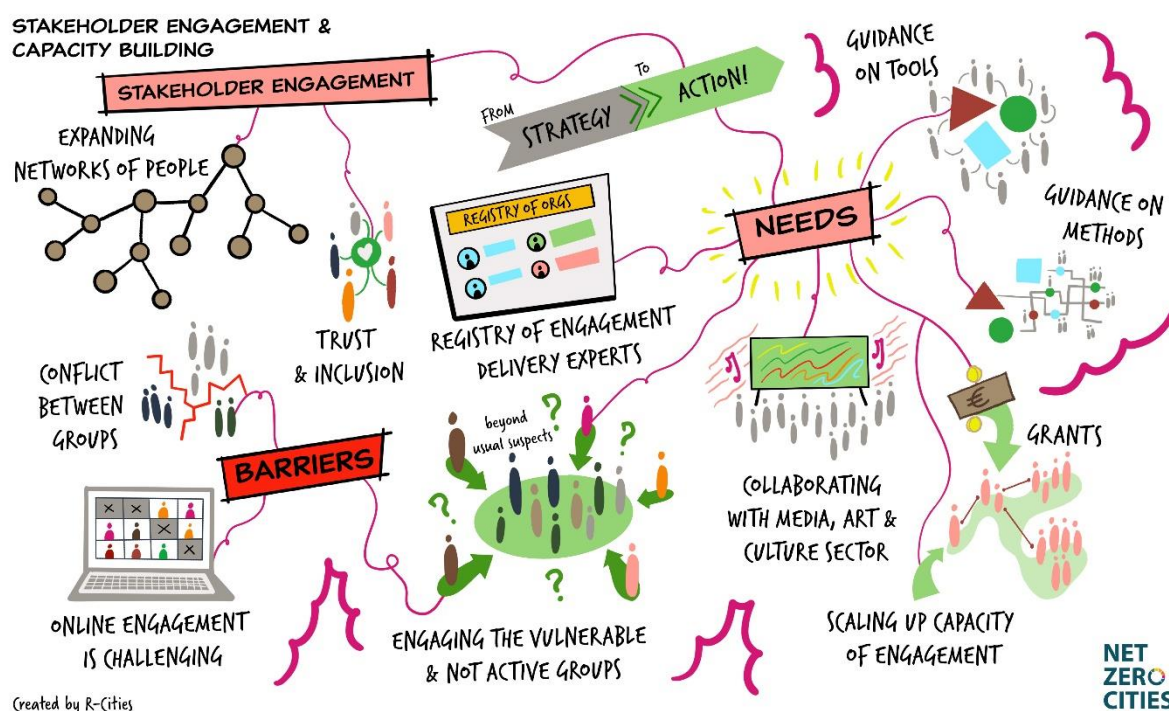 STAKEHOLDER ENGAGEMENT &
CAPACITY BUILDING
STAKEHOLDER ENGAGEMENT
EXPANDING
NETWORKS OF PEOPLE
TRUST
& INCLUSION
FROM
STRATEGY
TO
ACTION!
GUIDANCE
ON TOOLS
NEEDS
GUIDANCE ON
METHODS
REGISTRY OF ORGS
REGISTRY OF ENGAGEMENT
DELIVERY EXPERTS
CONFLICT
BETWEEN
GROUPS
BARRIERS
ONLINE ENGAGEMENT
IS CHALLENGING
beyond
usual suspects
?
?
?
?
?
ENGAGING THE VULNERABLE
& NOT ACTIVE GROUPS
COLLABORATING
WITH MEDIA, ART &
CULTURE SECTOR
€
GRANTS
SCALING UP CAPACITY
OF ENGAGEMENT
NET
ZERO
CITIES
Created by R-Cities